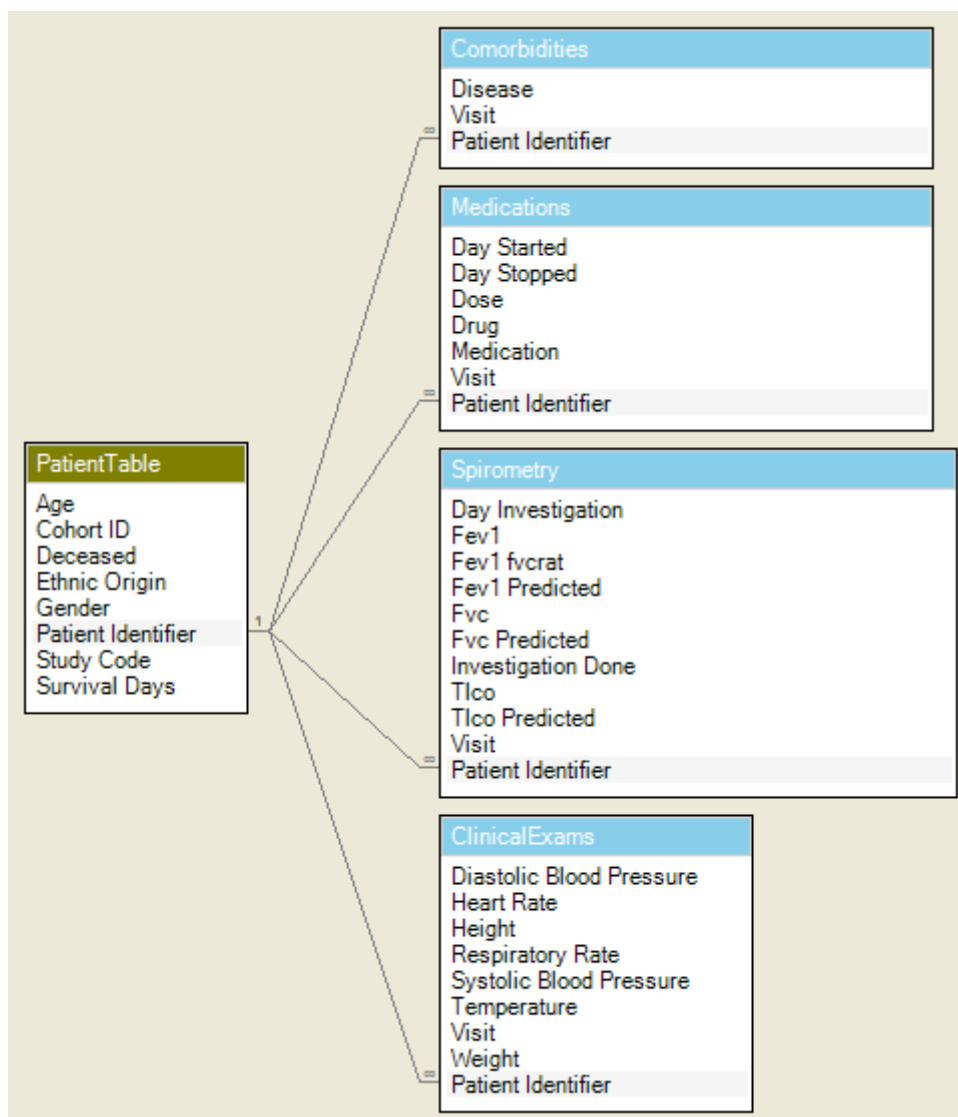 Comorbidities
Disease
Visit
Patient Identifier
∞
Medications
Day Started
Day Stopped
Dose
Drug
Medication
Visit
Patient Identifier
∞
PatientTable
Age
Cohort ID
Deceased
Ethnic Origin
Gender
Patient Identifier
Study Code
Survival Days
1
Spirometry
Day Investigation
Fev1
Fev1 fvcrat
Fev1 Predicted
Fvc
Fvc Predicted
Investigation Done
Tlco
Tlco Predicted
Visit
Patient Identifier
∞
ClinicalExams
Diastolic Blood Pressure
Heart Rate
Height
Respiratory Rate
Systolic Blood Pressure
Temperature
Visit
Weight
Patient Identifier
∞